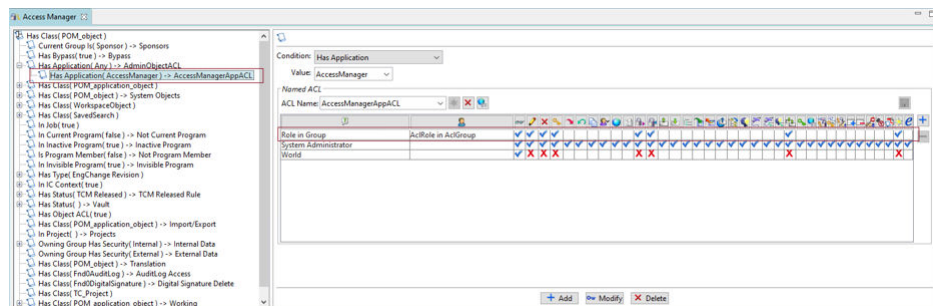 Access Manager
Has Class( POM_object )
Current Group Is( Sponsor ) -> Sponsors
Has Bypass( true ) -> Bypass
Has Application( Any ) -> AdminObjectACL
Has Application( AccessManager ) -> AccessManagerAppACL
Has Class( POM_application_object )
Has Class( POM_object ) -> System Objects
Has Class( WorkspaceObject )
Has Class( SavedSearch )
In Job( true )
In Current Program( false ) -> Not Current Program
In Inactive Program( true ) -> Inactive Program
Is Program Member( false ) -> Not Program Member
In Invisible Program( true ) -> Invisible Program
Has Type( EngChange Revision )
In IC Context( true )
Has Status( TCM Released ) -> TCM Released Rule
Has Status( ) -> Vault
Has Object ACL( true )
Has Class( POM_application_object ) -> Import/Export
In Project( ) -> Projects
Owning Group Has Security( Internal ) -> Internal Data
Owning Group Has Security( External ) -> External Data
Has Class( POM_object ) -> Translation
Has Class( Fnd0AuditLog ) -> AuditLog Access
Has Class( Fnd0DigitalSignature ) -> Digital Signature Delete
Has Class( TC_Project )
Has Class( POM_application_object ) -> Working
Condition: Has Application
Value: AccessManager
Named ACL
ACL Name: AccessManagerAppACL
Role in Group AclRole in AclGroup
System Administrator
World
Add Modify Delete